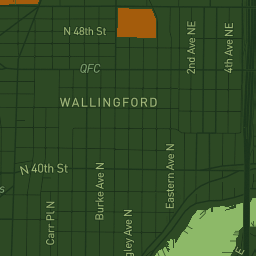 N 48th St
2nd Ave NE
4th Ave NE
QFC
WALLINGFORD
N 40th St
Eastern Ave N
Burke Ave N
Carr PL N